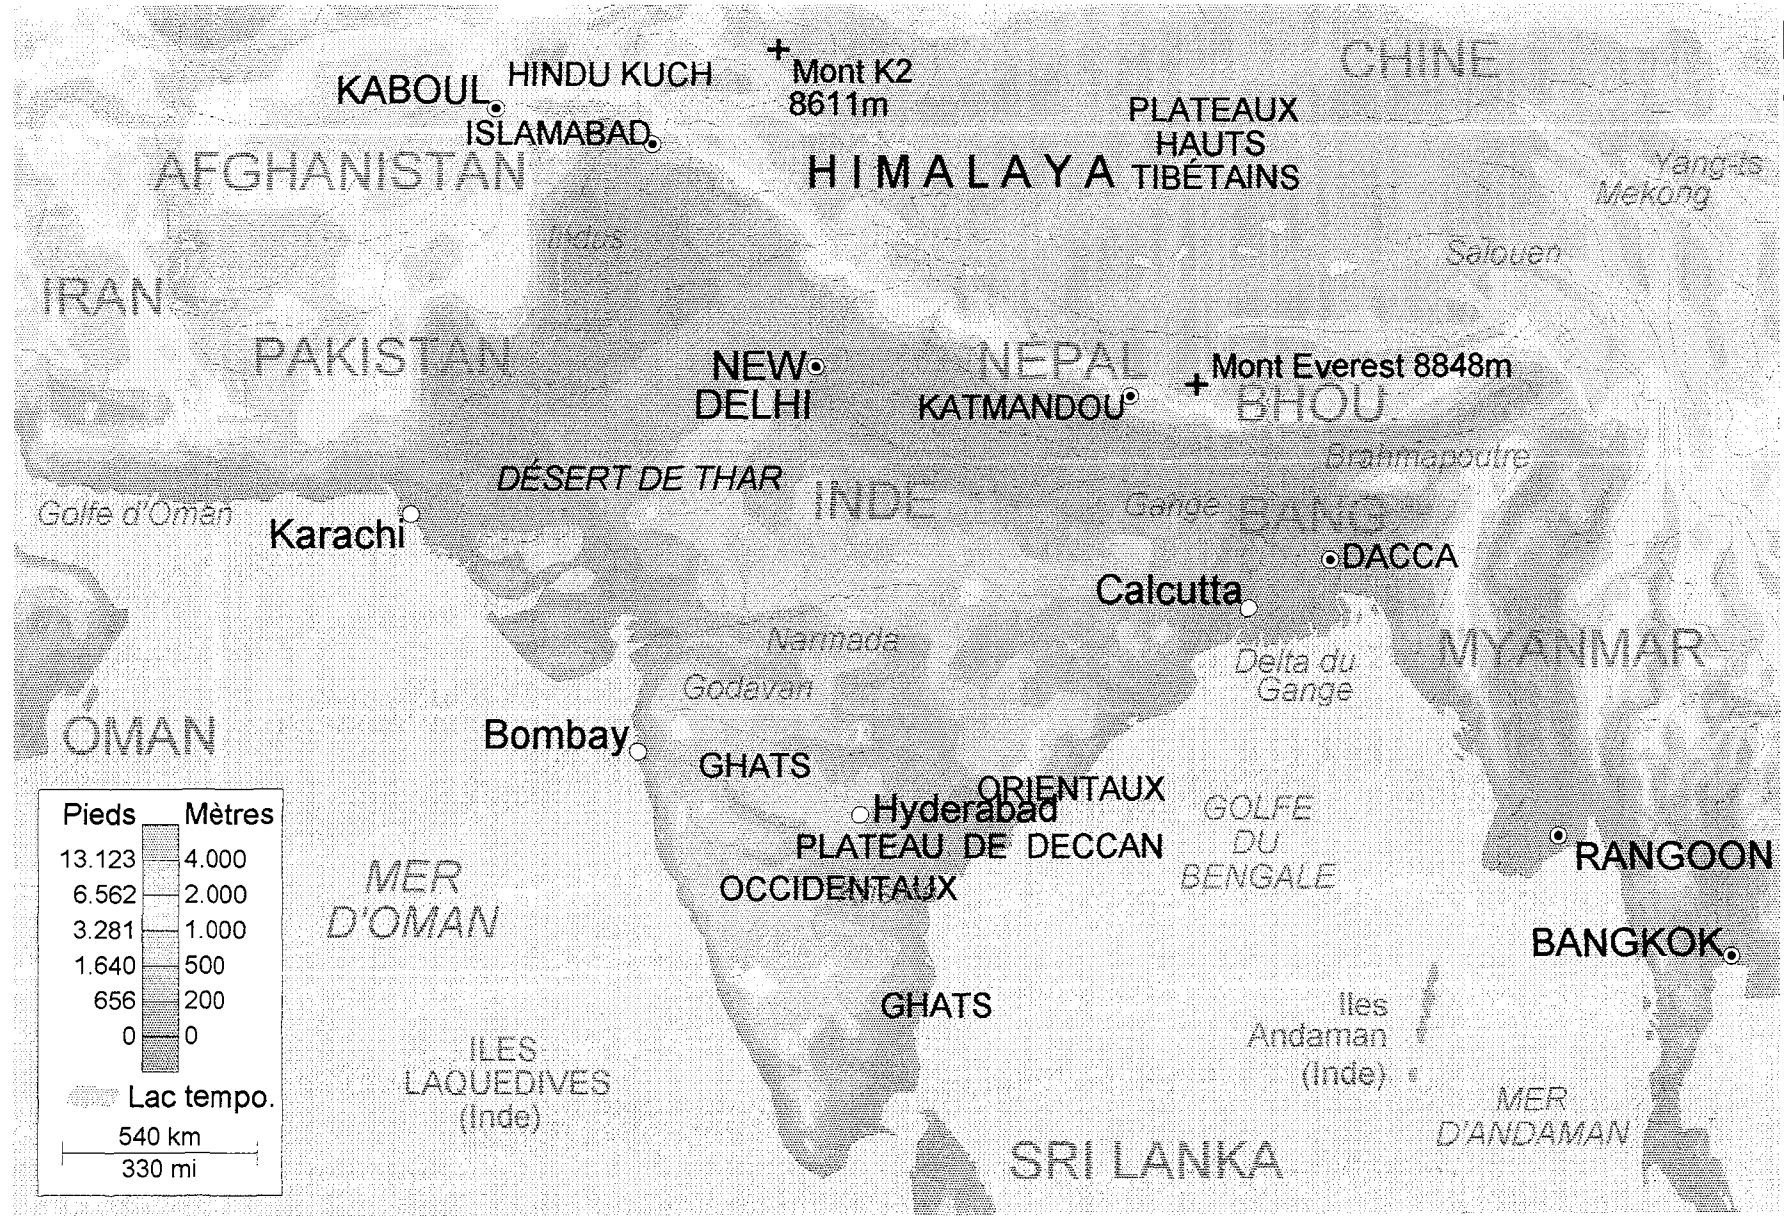 CHINE
HINDU KUCH
Mont K2
8611m
KABOUL
ISLAMABAD
PLATEAUX
HAUTS
TIBÉTAINS
HIMALAYA
AFGHANISTAN
Yang-ts
Mekong
Indus
Salouen
IRAN
PAKISTAN
NEW
DELHI
NÉPAL
Mont Everest 8848m
KATMANDOU
BHOU
Brahmapoutre
DÉSERT DE THAR
INDE
Gange
BANG
Golfe d'Oman
Karachi
DACCA
Calcutta
Narmada
MYANMAR
Delta du
Gange
Godavari
OMAN
Bombay
GHATS
ORIENTAUX
Hyderabad
GOLFE
DU
BENGALE
PLATEAU DE DECCAN
RANGOON
OCCIDENTAUX
MER
D'OMAN
BANGKOK
GHATS
Iles
Andaman
(Inde)
ILES
LAQUEDIVES
(Inde)
MER
D'ANDAMAN
SRI LANKA
Pieds Mètres
13.123 4.000
6.562 2.000
3.281 1.000
1.640 500
656 200
0 0
Lac tempo.
540 km
330 mi